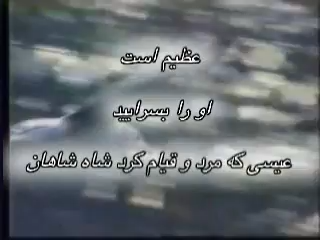 عظیم است
او را بسرایید
عیسی که مرد و قیام کرد شاه شاهان